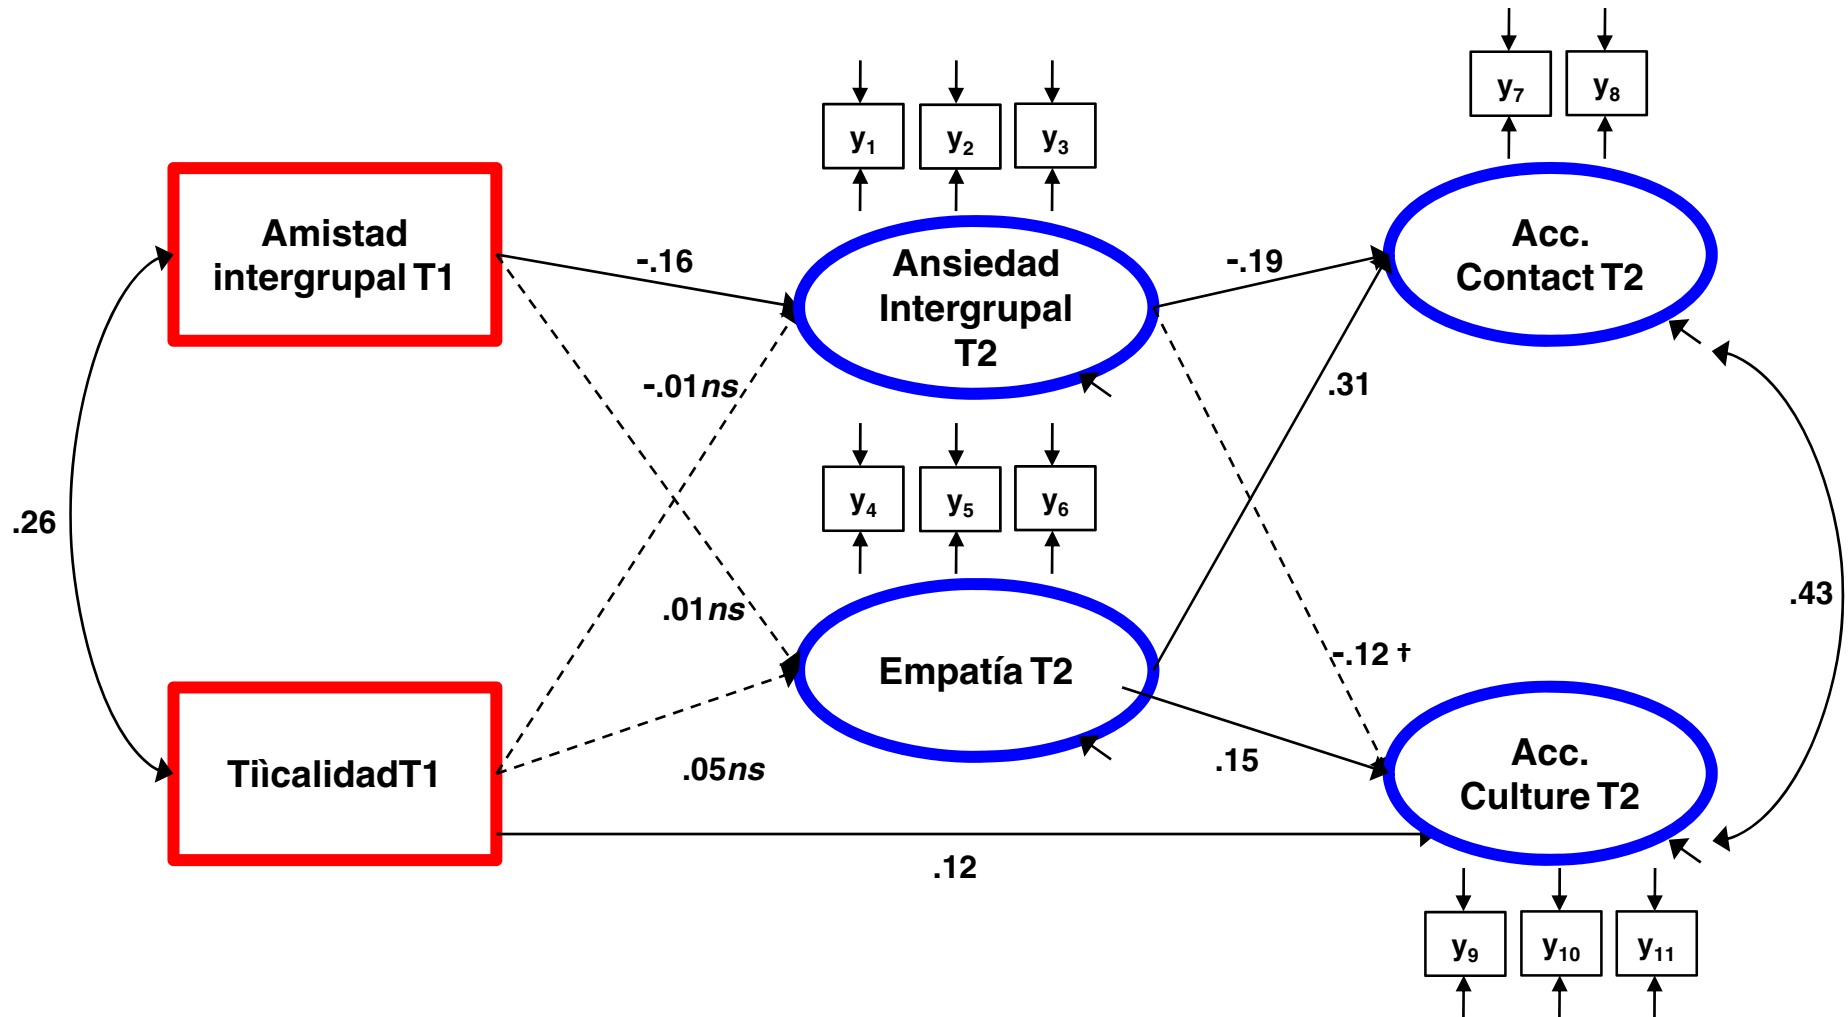 y7 y8
y1 y2 y3
Amistad
intergrupal T1
-.16
Ansiedad
Intergrupal
T2
-.19
Acc.
Contact T2
-.01ns
.31
.26
y4 y5 y6
.01ns
.43
Empatía T2
-.12 †
TiìcalidadT1
.05ns
.15
Acc.
Culture T2
.12
y9 y10 y11